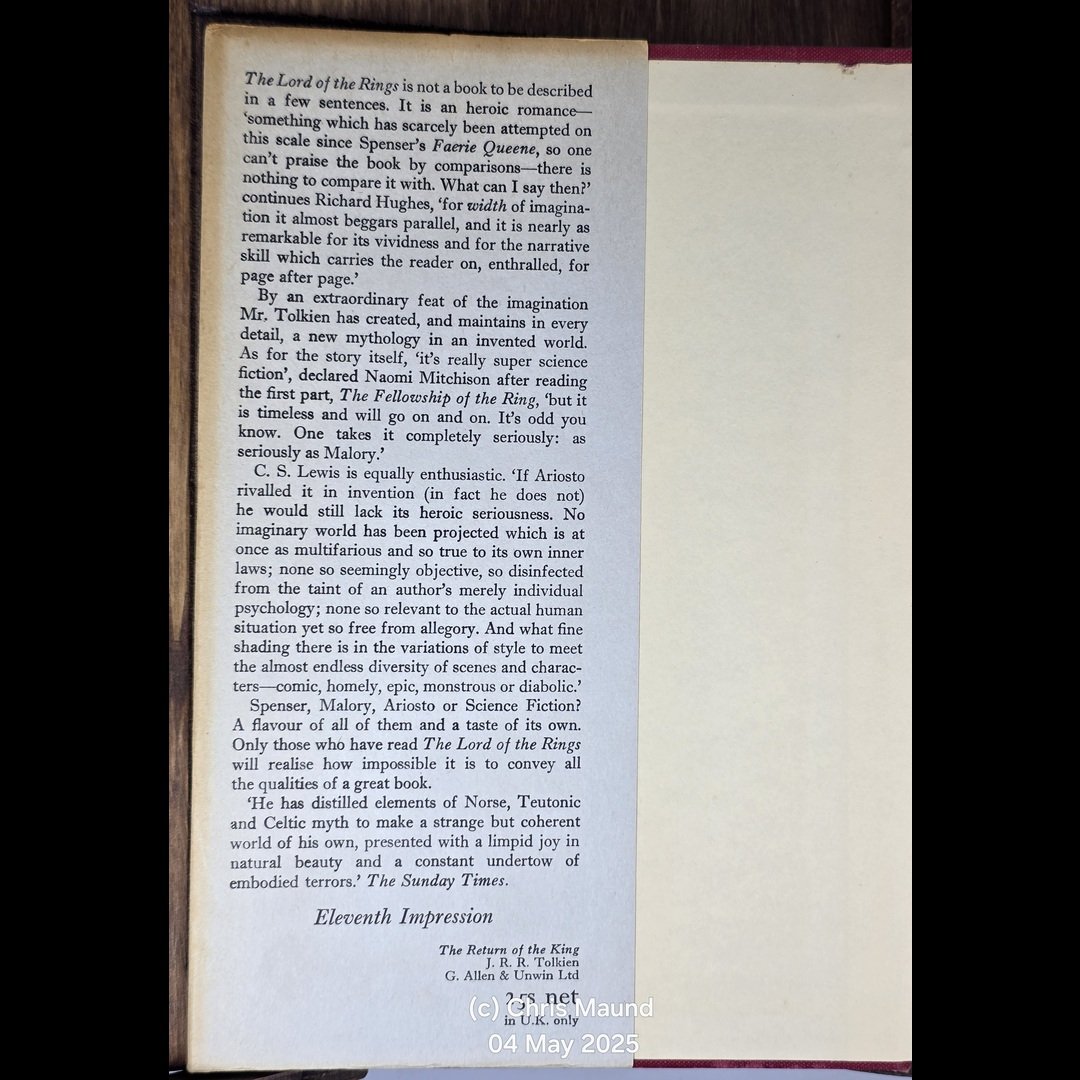 The Lord of the Rings is not a book to be described
in a few sentences. It is an heroic romance—
‘something which has scarcely been attempted on
this scale since Spenser’s Faerie Queene, so one
can’t praise the book by comparisons—there is
nothing to compare it with. What can I say then?’
continues Richard Hughes, ‘for width of imagina-
tion it almost beggars parallel, and it is nearly as
remarkable for its vividness and for the narrative
skill which carries the reader on, enthralled, for
page after page.’
By an extraordinary feat of the imagination
Mr. Tolkien has created, and maintains in every
detail, a new mythology in an invented world.
As for the story itself, ‘it’s really super science
fiction’, declared Naomi Mitchison after reading
the first part, The Fellowship of the Ring, ‘but it
is timeless and will go on and on. It’s odd you
know. One takes it completely seriously: as
seriously as Malory.’
C. S. Lewis is equally enthusiastic. ‘If Ariosto
rivalled it in invention (in fact he does not)
he would still lack its heroic seriousness. No
imaginary world has been projected which is at
once as multifarious and so true to its own inner
laws; none so seemingly objective, so disinfected
from the taint of an author’s merely individual
psychology; none so relevant to the actual human
situation yet so free from allegory. And what fine
shading there is in the variations of style to meet
the almost endless diversity of scenes and charac-
ters—comic, homely, epic, monstrous or diabolic.’
Spenser, Malory, Ariosto or Science Fiction?
A flavour of all of them and a taste of its own.
Only those who have read The Lord of the Rings
will realise how impossible it is to convey all
the qualities of a great book.
‘He has distilled elements of Norse, Teutonic
and Celtic myth to make a strange but coherent
world of his own, presented with a limpid joy in
natural beauty and a constant undertow of
embodied terrors.’ The Sunday Times.
Eleventh Impression
The Return of the King
J. R. R. Tolkien
G. Allen & Unwin Ltd
25s net
in U.K. only
(c) Chris Maund
04 May 2025